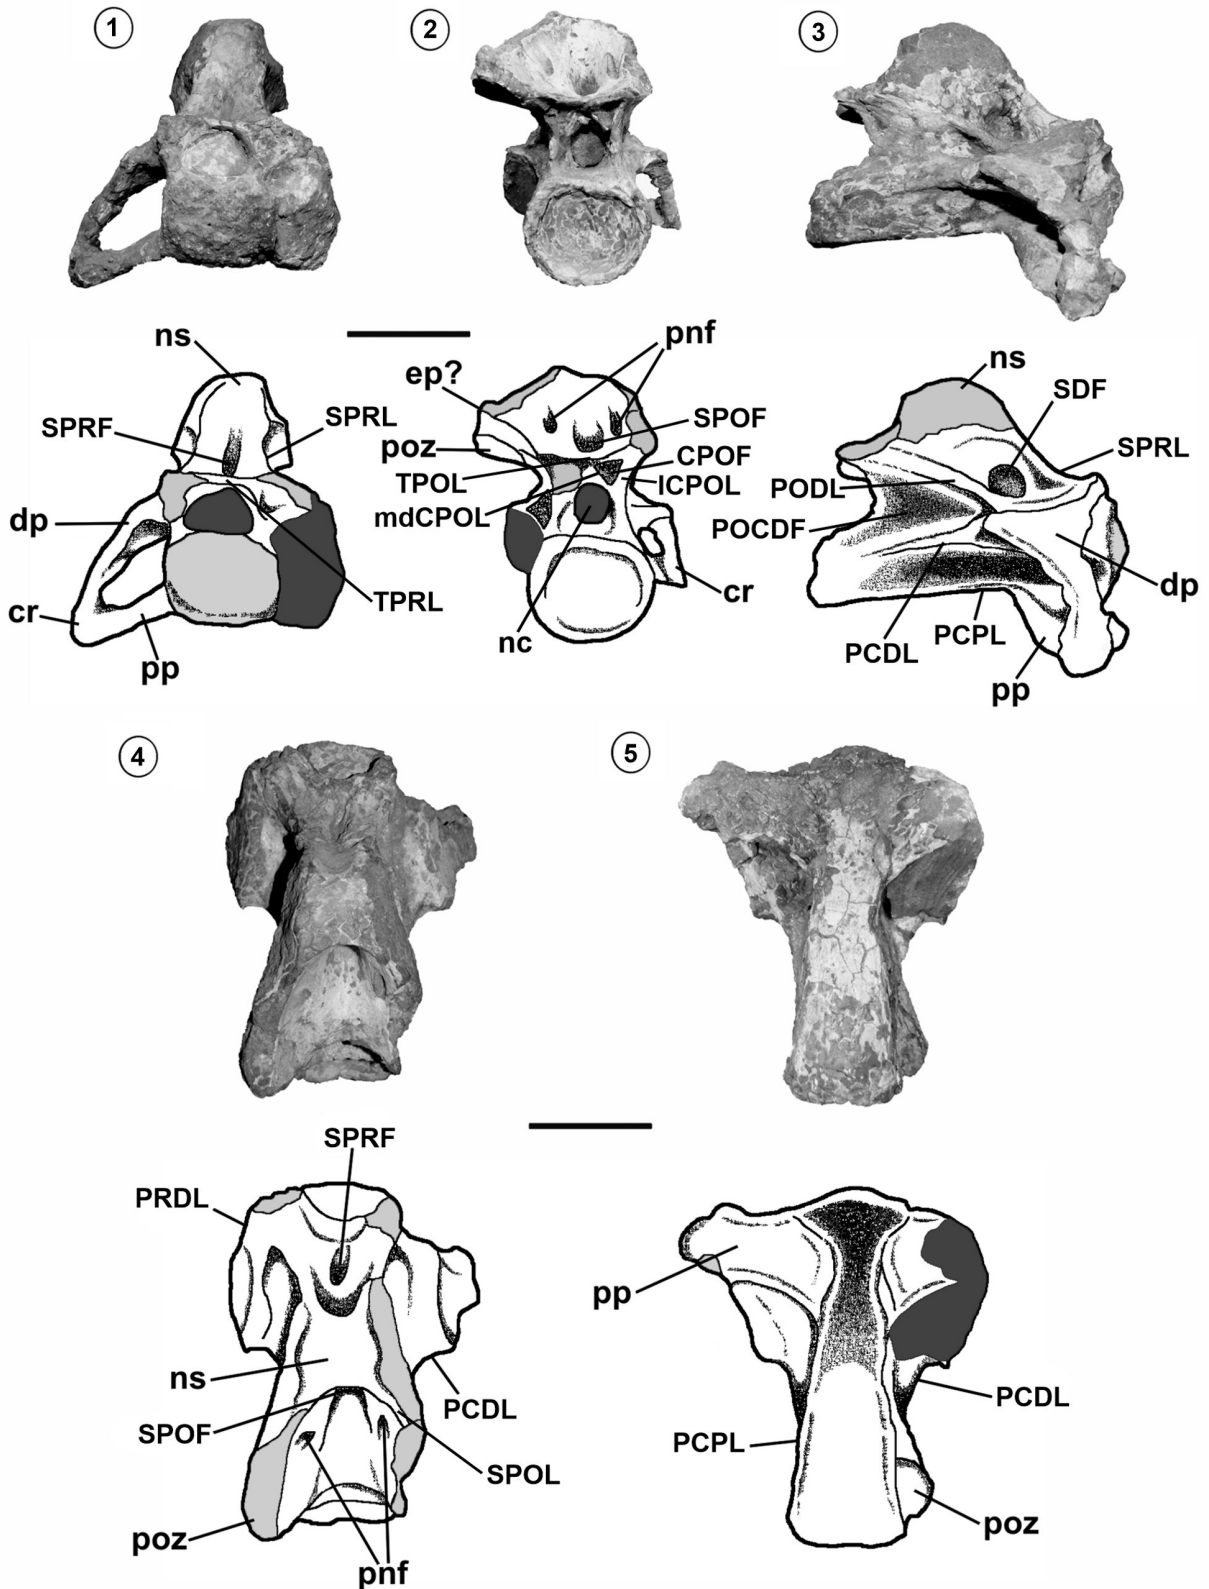 1
2
3
ns
SPRF
SPRL
dp
cr
pp
TPRL
pnf
ep?
SPOF
poz
CPOF
TPOL
lCPOL
mdCPOL
cr
nc
ns
SDF
SPRL
PODL
POCDF
dp
PCDL
PCPL
pp
4
5
SPRF
PRDL
ns
PCDL
SPOF
SPOL
poz
pnf
pp
PCDL
PCPL
poz